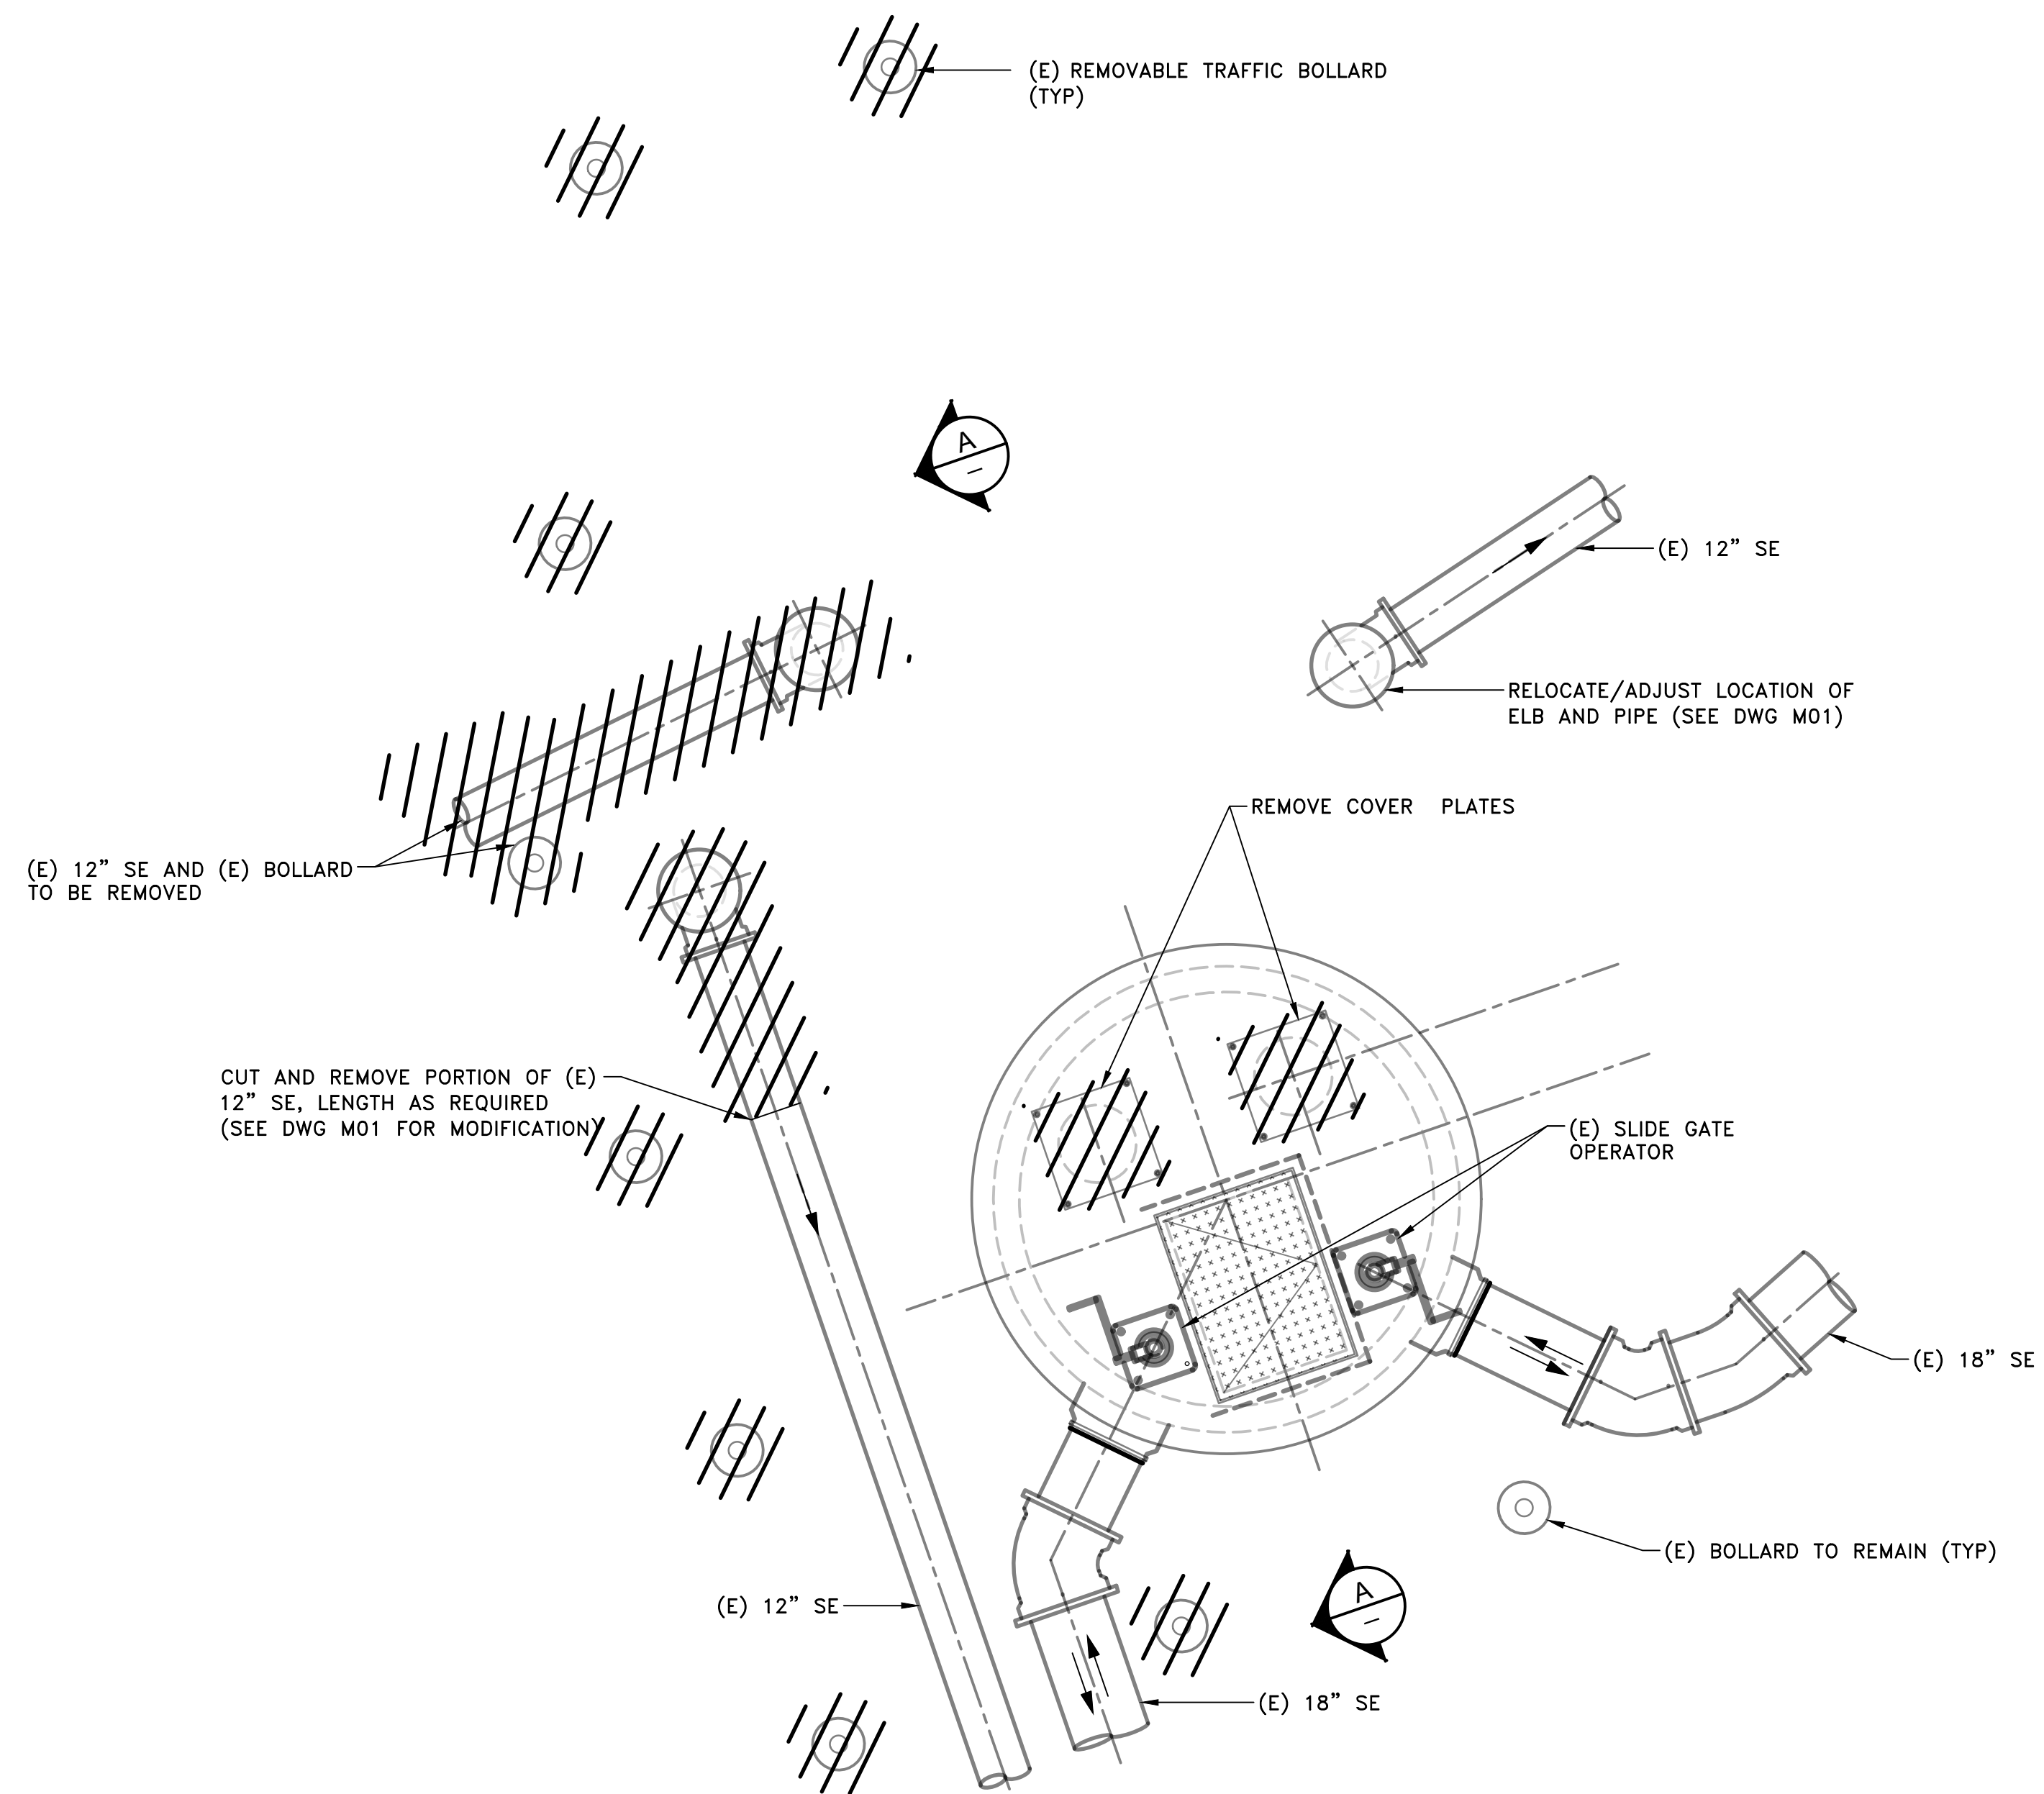 (E) REMOVABLE TRAFFIC BOLLARD
(TYP)
A
–
(E) 12” SE
RELOCATE/ADJUST LOCATION OF
ELB AND PIPE (SEE DWG M01)
REMOVE COVER PLATES
(E) 12” SE AND (E) BOLLARD
TO BE REMOVED
CUT AND REMOVE PORTION OF (E)
12” SE, LENGTH AS REQUIRED
(SEE DWG M01 FOR MODIFICATION)
(E) SLIDE GATE
OPERATOR
(E) 18” SE
(E) BOLLARD TO REMAIN (TYP)
(E) 12” SE
A
–
(E) 18” SE